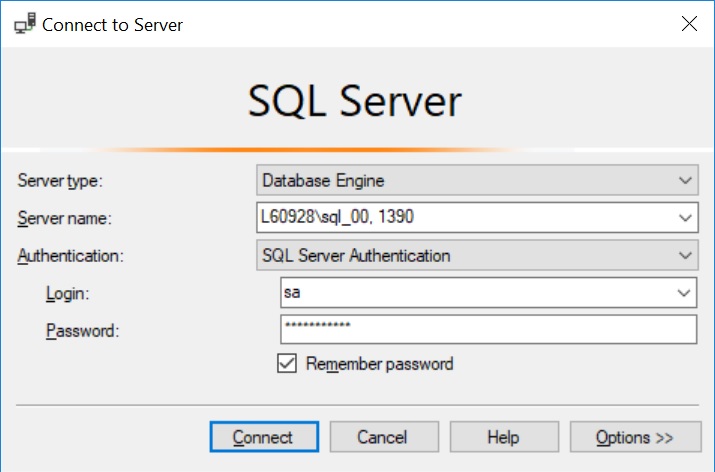 Connect to Server
SQL Server
Server type: Database Engine
Server name: L60928\sql_00, 1390
Authentication: SQL Server Authentication
Login: sa
Password: ***********
Remember password
Connect Cancel Help Options >>